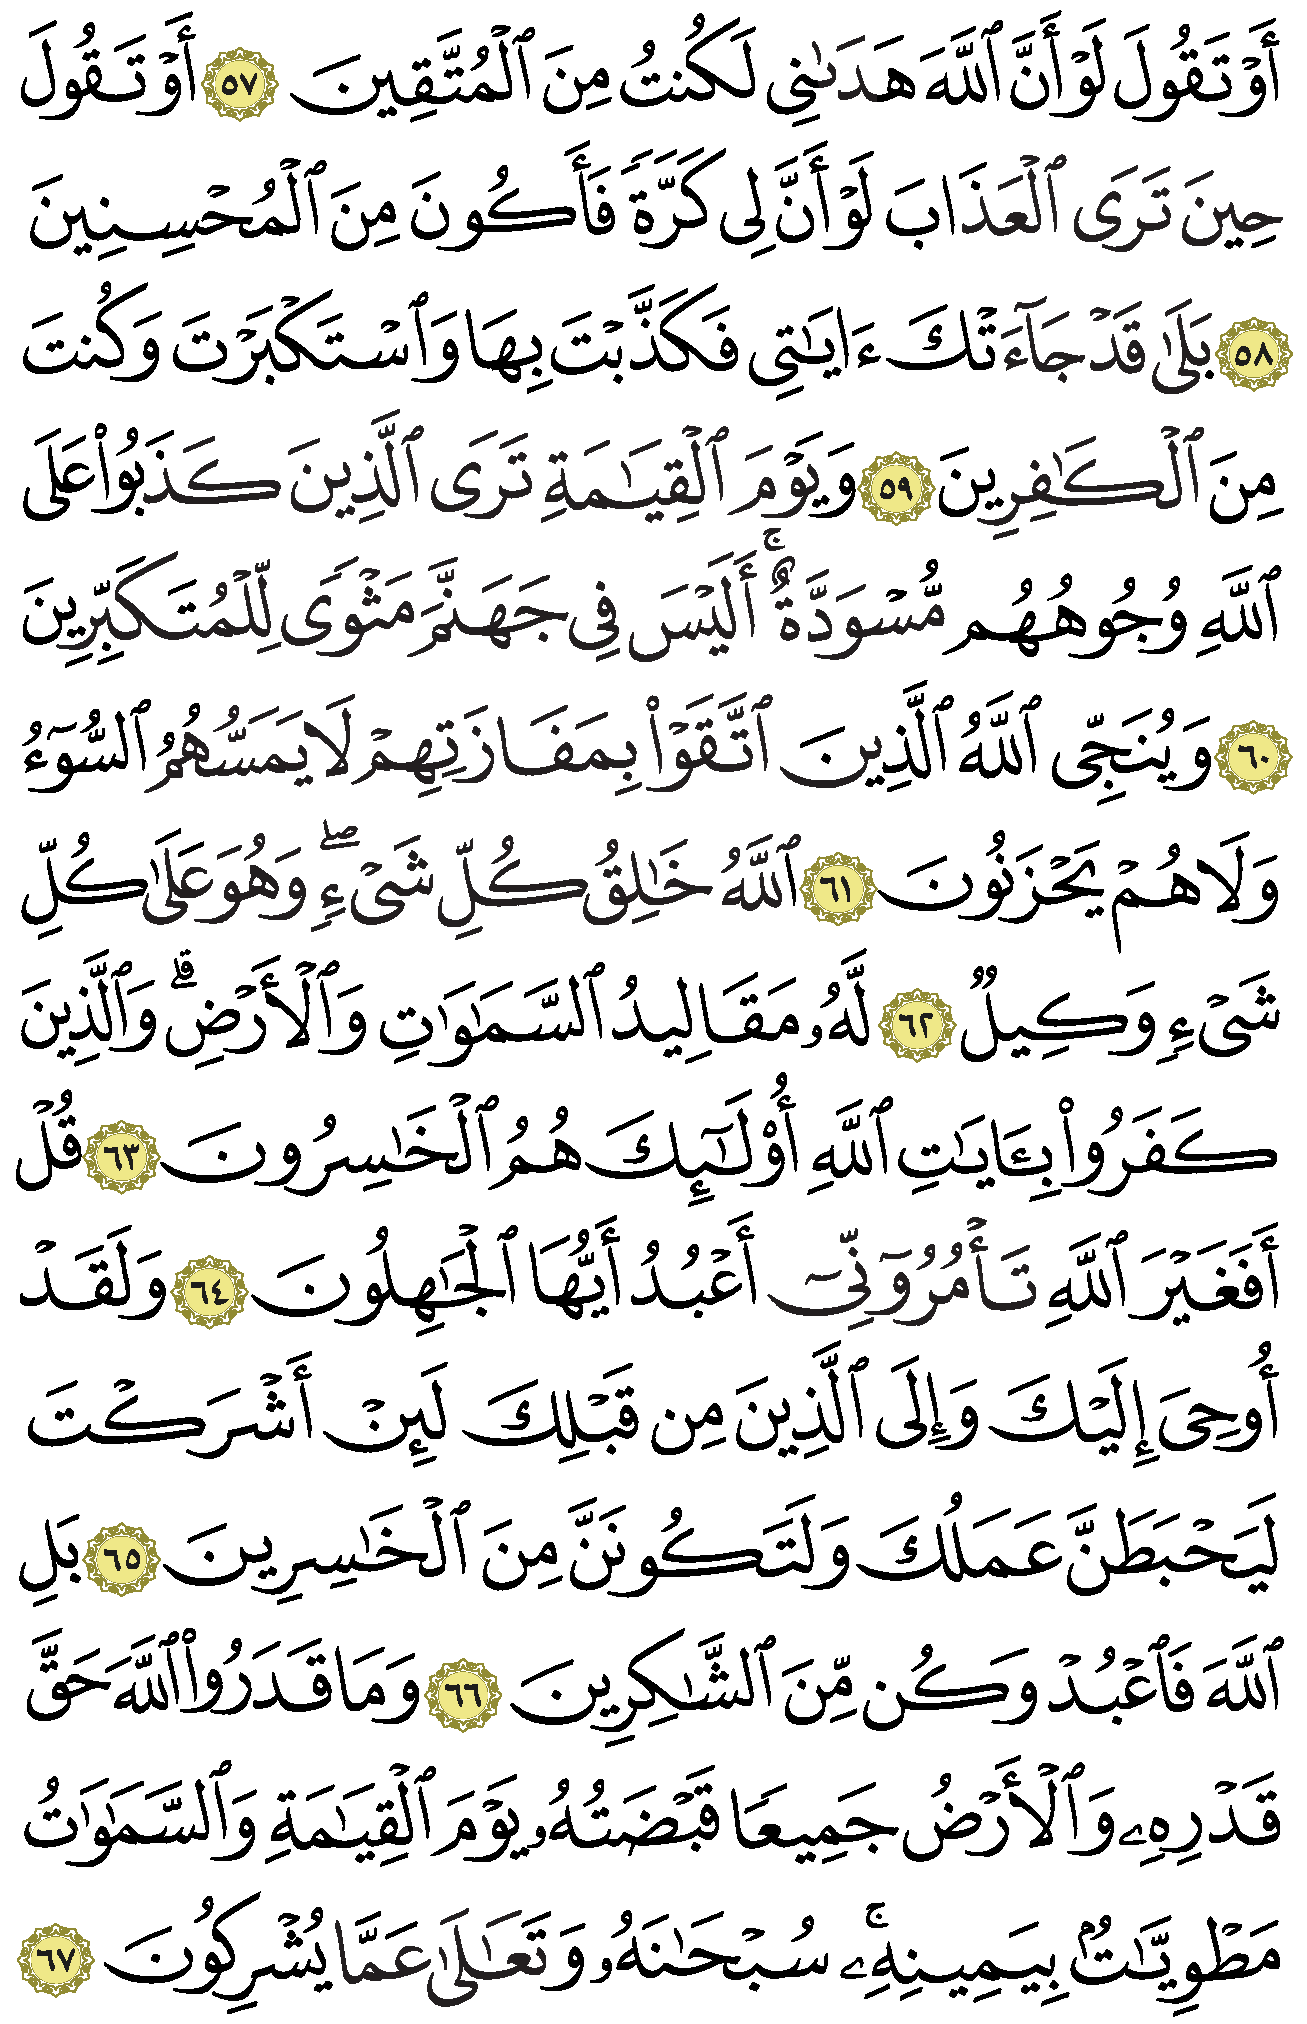 أَوْ تَقُولَ لَوْ أَنَّ ٱللَّهَ هَدَىٰنِى لَكُنتُ مِنَ ٱلْمُتَّقِينَ ٥٧ أَوْ تَقُولَ
حِينَ تَرَى ٱلْعَذَابَ لَوْ أَنَّ لِى كَرَّةً فَأَكُونَ مِنَ ٱلْمُحْسِنِينَ
٥٨ بَلَىٰ قَدْ جَآءَتْكَ ءَايَـٰتِى فَكَذَّبْتَ بِهَا وَٱسْتَكْبَرْتَ وَكُنتَ
مِنَ ٱلْكَـٰفِرِينَ ٥٩ وَيَوْمَ ٱلْقِيَـٰمَةِ تَرَى ٱلَّذِينَ كَذَبُوا۟ عَلَى
ٱللَّهِ وُجُوهُهُم مُّسْوَدَّةٌ ۚ أَلَيْسَ فِى جَهَنَّمَ مَثْوًى لِّلْمُتَكَبِّرِينَ
٦٠ وَيُنَجِّى ٱللَّهُ ٱلَّذِينَ ٱتَّقَوْا۟ بِمَفَازَتِهِمْ لَا يَمَسُّهُمُ ٱلسُّوٓءُ
وَلَا هُمْ يَحْزَنُونَ ٦١ ٱللَّهُ خَـٰلِقُ كُلِّ شَىْءٍ ۖ وَهُوَ عَلَىٰ كُلِّ
شَىْءٍ وَكِيلٌ ٦٢ لَّهُۥ مَقَالِيدُ ٱلسَّمَـٰوَٰتِ وَٱلْأَرْضِ ۗ وَٱلَّذِينَ
كَفَرُوا۟ بِـَٔايَـٰتِ ٱللَّهِ أُو۟لَـٰٓئِكَ هُمُ ٱلْخَـٰسِرُونَ ٦٣ قُلْ
أَفَغَيْرَ ٱللَّهِ تَأْمُرُوٓنِّىٓ أَعْبُدُ أَيُّهَا ٱلْجَـٰهِلُونَ ٦٤ وَلَقَدْ
أُوحِىَ إِلَيْكَ وَإِلَى ٱلَّذِينَ مِن قَبْلِكَ لَئِنْ أَشْرَكْتَ
لَيَحْبَطَنَّ عَمَلُكَ وَلَتَكُونَنَّ مِنَ ٱلْخَـٰسِرِينَ ٦٥ بَلِ
ٱللَّهَ فَٱعْبُدْ وَكُن مِّنَ ٱلشَّـٰكِرِينَ ٦٦ وَمَا قَدَرُوا۟ ٱللَّهَ حَقَّ
قَدْرِهِۦ وَٱلْأَرْضُ جَمِيعًا قَبْضَتُهُۥ يَوْمَ ٱلْقِيَـٰمَةِ وَٱلسَّمَـٰوَٰتُ
مَطْوِيَّـٰتٌۢ بِيَمِينِهِۦ ۚ سُبْحَـٰنَهُۥ وَتَعَـٰلَىٰ عَمَّا يُشْرِكُونَ ٦٧